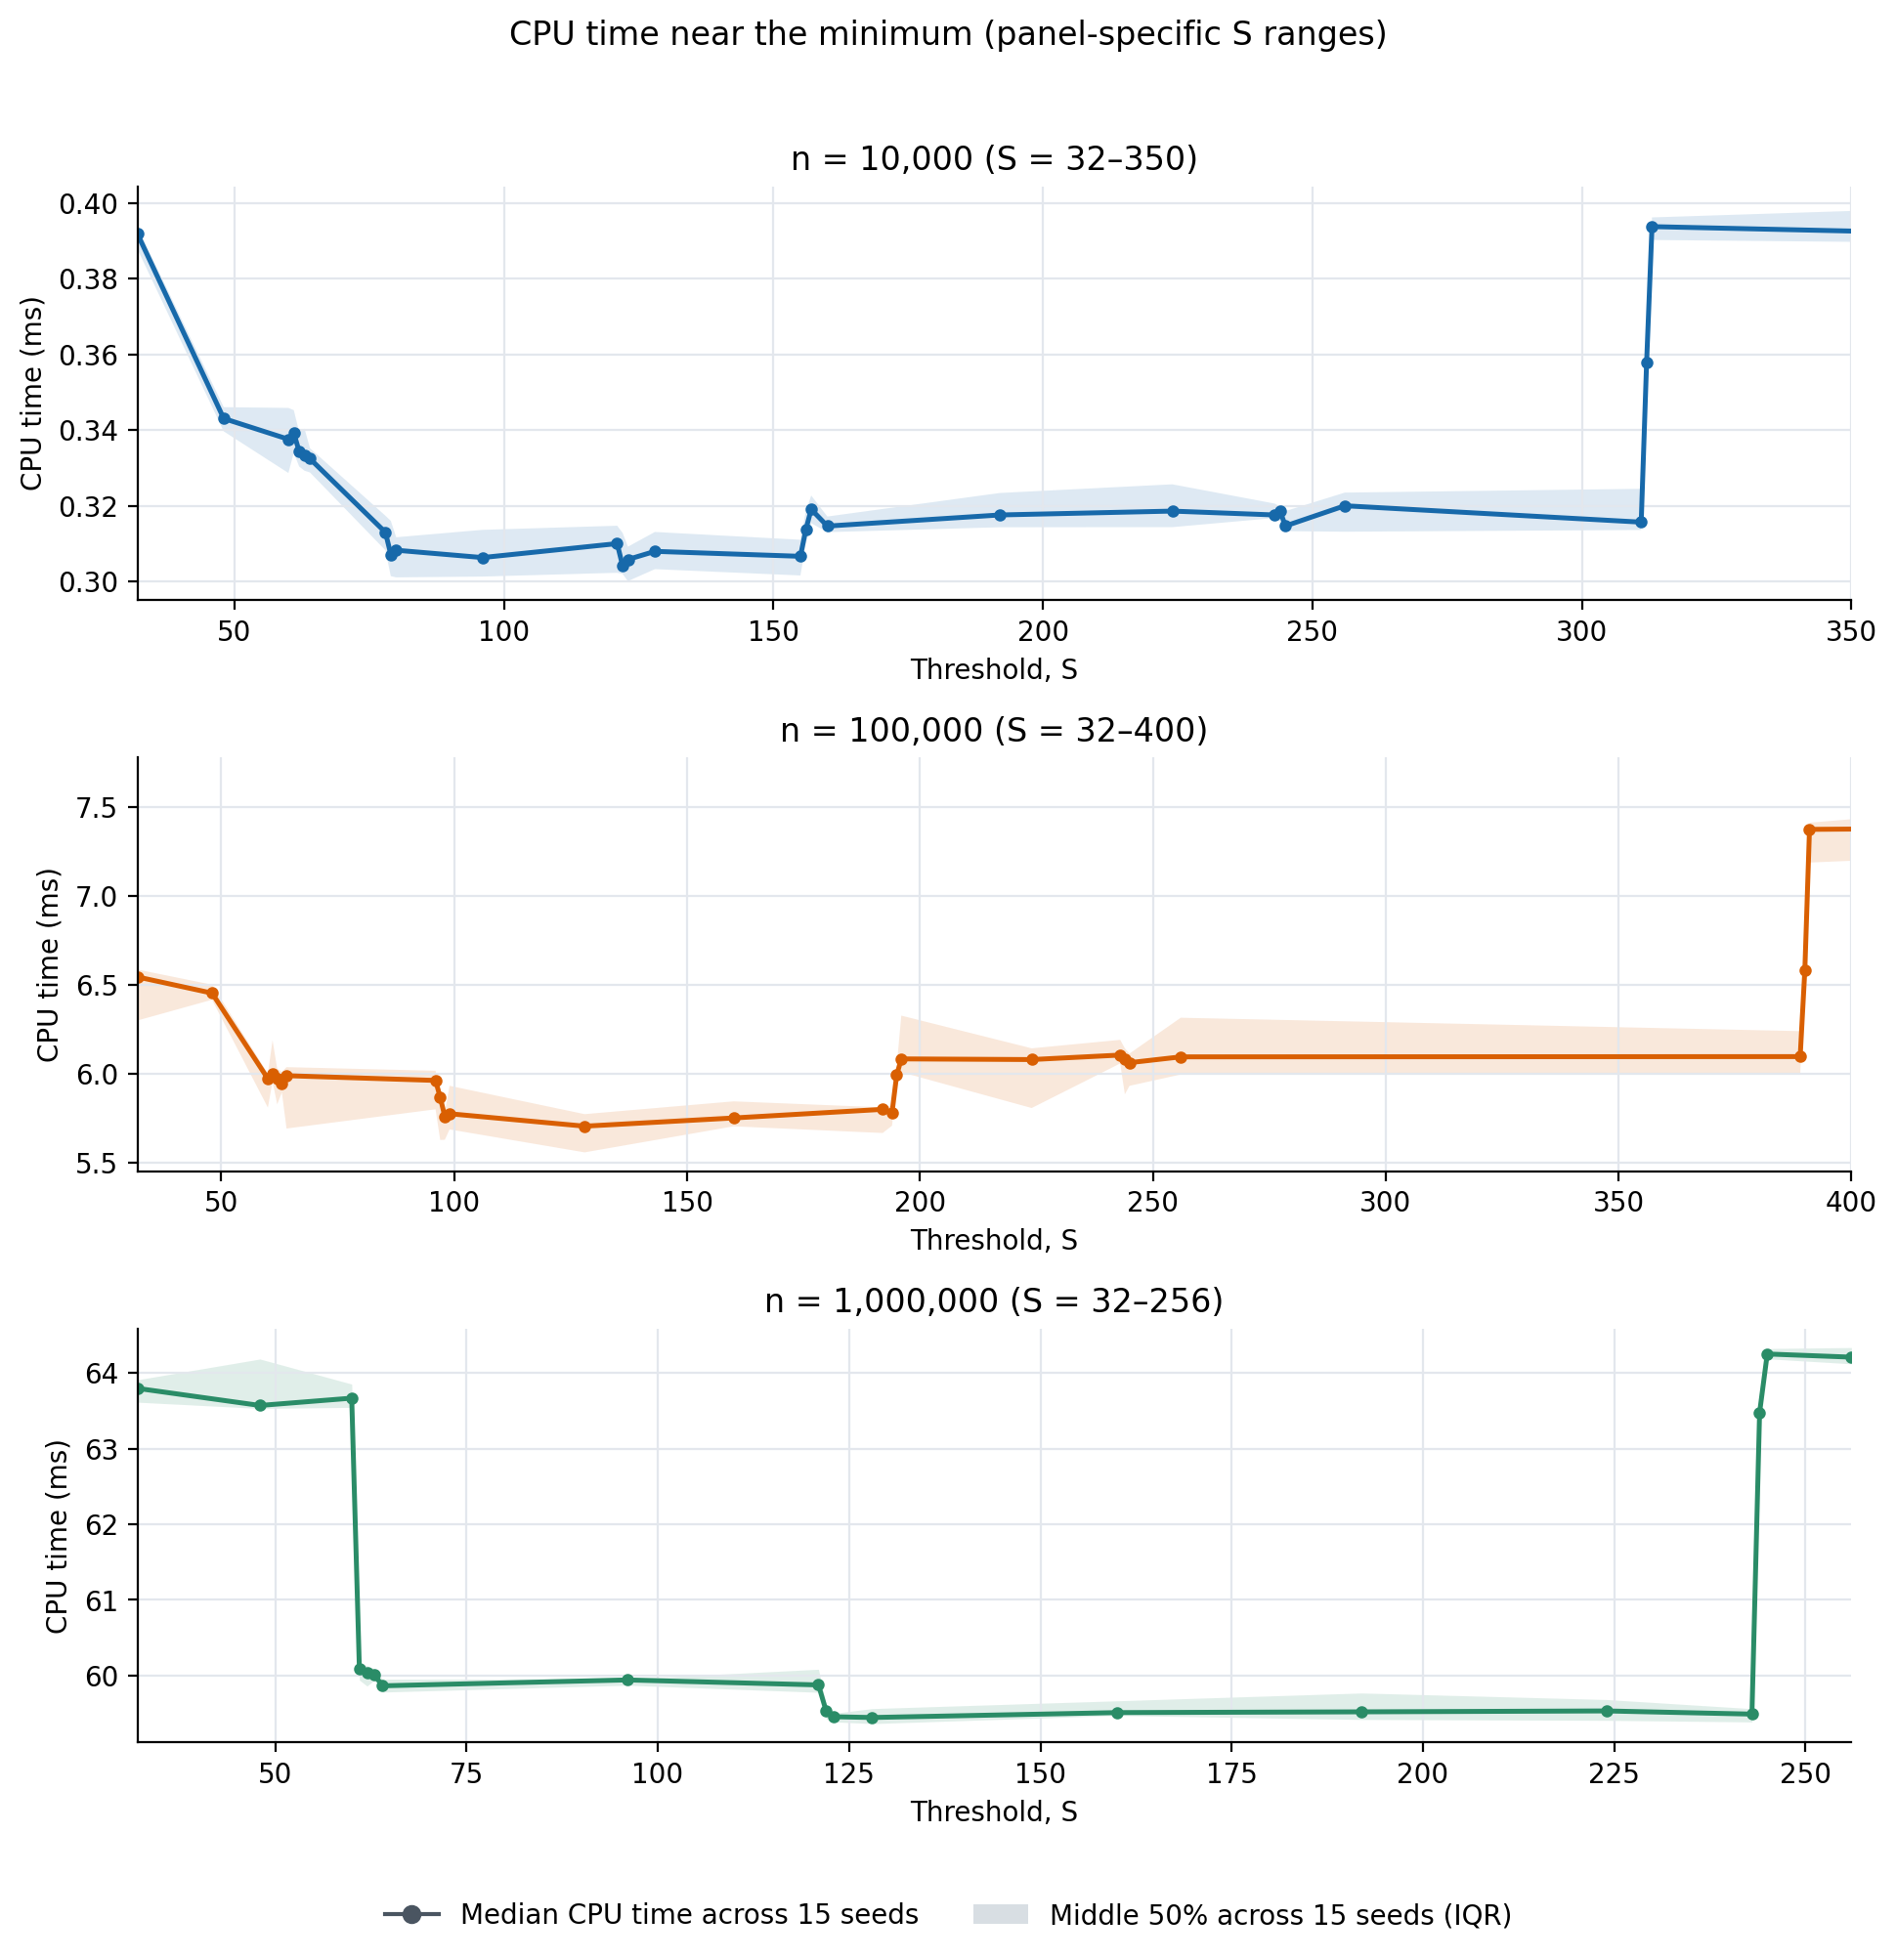 CPU time near the minimum (panel-specific S ranges)
n = 10,000 (S = 32–350)
CPU time (ms)
0.40
0.38
0.36
0.34
0.32
0.30
50 100 150 200 250 300 350
Threshold, S
n = 100,000 (S = 32–400)
CPU time (ms)
7.5
7.0
6.5
6.0
5.5
50 100 150 200 250 300 350 400
Threshold, S
n = 1,000,000 (S = 32–256)
CPU time (ms)
64
63
62
61
60
50 75 100 125 150 175 200 225 250
Threshold, S
Median CPU time across 15 seeds
Middle 50% across 15 seeds (IQR)